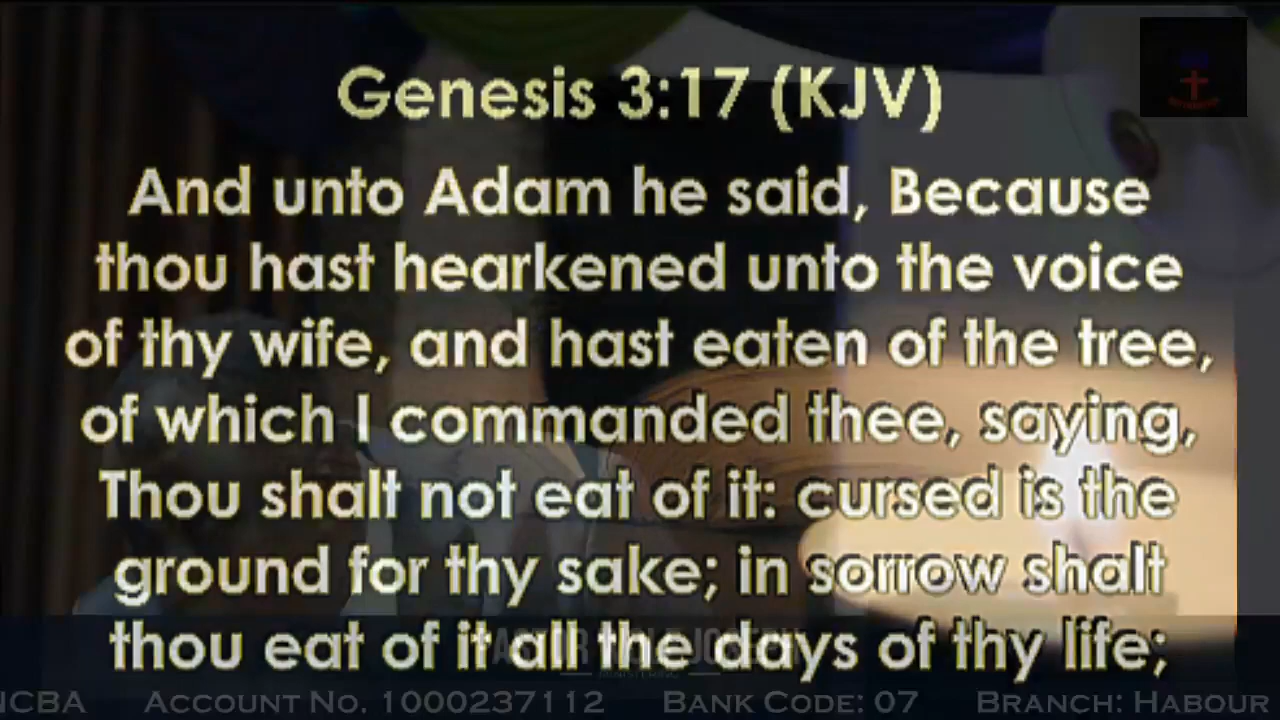 Genesis 3:17 (KJV)
And unto Adam he said, Because
thou hast hearkened unto the voice
of thy wife, and hast eaten of the tree,
of which I commanded thee, saying,
Thou shalt not eat of it: cursed is the
ground for thy sake; in sorrow shalt
thou eat of it all the days of thy life;
MINISTERING
NCBA ACCOUNT NO. 1000237112 BANK CODE: 07 BRANCH: HABOUR